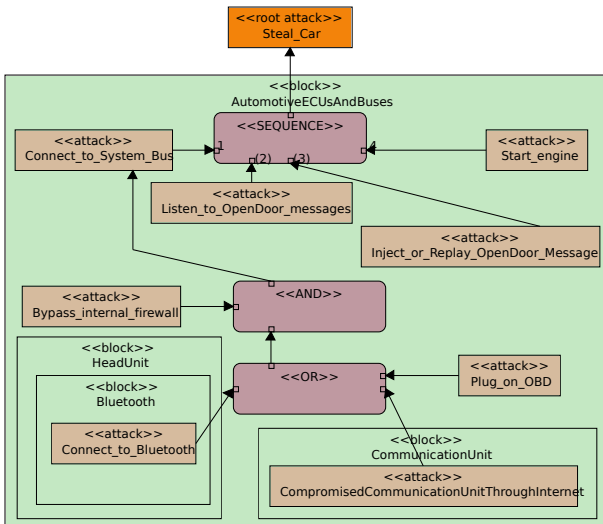 <<root attack>>
Steal_Car
<<block>>
AutomotiveECUsAndBuses
<<SEQUENCE>>
<<attack>>
Connect_to_System_Bus
1
(2)
(3)
4
<<attack>>
Start_engine
<<attack>>
Listen_to_OpenDoor_messages
<<attack>>
Inject_or_Replay_OpenDoor_Message
<<AND>>
<<attack>>
Bypass_internal_firewall
<<block>>
HeadUnit
<<block>>
Bluetooth
<<attack>>
Connect_to_Bluetooth
<<OR>>
<<attack>>
Plug_on_OBD
<<block>>
CommunicationUnit
<<attack>>
CompromisedCommunicationUnitThroughInternet